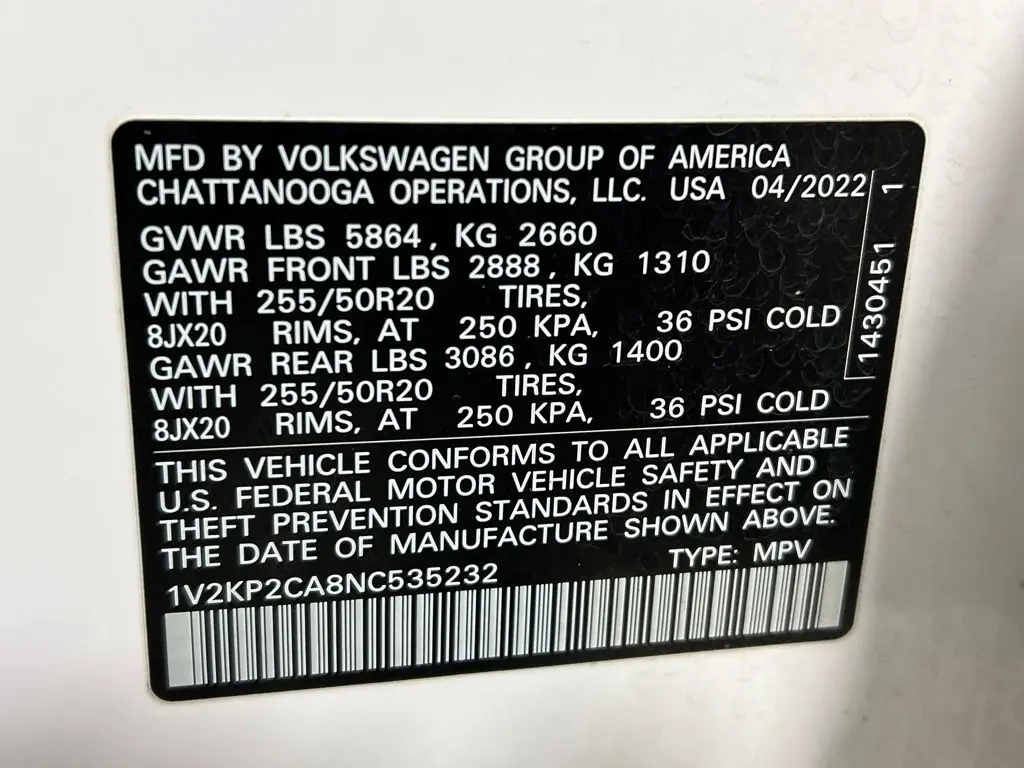 MFD BY VOLKSWAGEN GROUP OF AMERICA
CHATTANOOGA OPERATIONS, LLC. USA 04/2022
GVWR LBS 5864, KG 2660
GAWR FRONT LBS 2888, KG 1310
WITH 255/50R20 TIRES,
8JX20 RIMS, AT 250 KPA, 36 PSI COLD
GAWR REAR LBS 3086, KG 1400
WITH 255/50R20 TIRES,
8JX20 RIMS, AT 250 KPA, 36 PSI COLD
1430451 1
THIS VEHICLE CONFORMS TO ALL APPLICABLE
U.S. FEDERAL MOTOR VEHICLE SAFETY AND
THEFT PREVENTION STANDARDS IN EFFECT ON
THE DATE OF MANUFACTURE SHOWN ABOVE.
TYPE: MPV
1V2KP2CA8NC535232